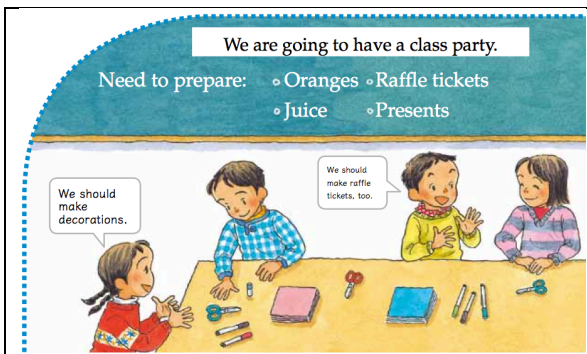 We are going to have a class party.
Need to prepare: ∘ Oranges ∘ Raffle tickets
∘ Juice ∘ Presents
We should
make
decorations.
We should
make raffle
tickets, too.